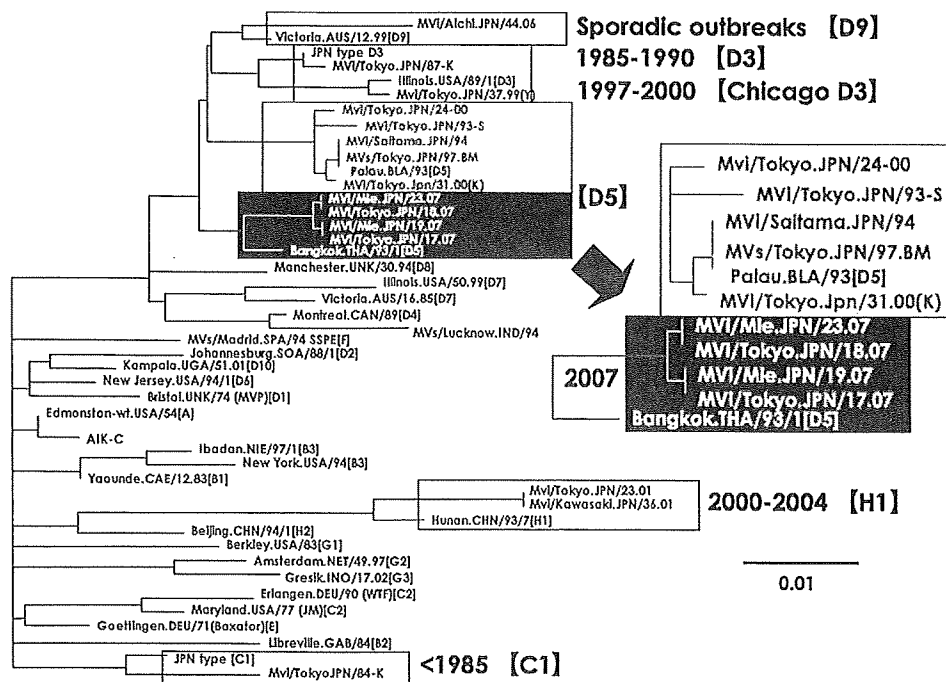 MVi/Aichi.JPN/44.06
Victoria.AUS/12.99[D9]
Sporadic outbreaks 【D9】
JPN type D3
MVi/Tokyo.JPN/87-K
1985-1990 【D3】
Illinois.USA/89/1[D3]
Mvi/Tokyo.JPN/37.99(Y)
1997-2000 【Chicago D3】
Mvi/Tokyo.JPN/24-00
MVi/Tokyo.JPN/93-S
MVi/Saitama.JPN/94
MVs/Tokyo.JPN/97.BM
Palau.BLA/93[D5]
MVi/Tokyo.Jpn/31.00(K)
MVi/Mie.JPN/23.07
MVi/Tokyo.JPN/18.07
MVi/Mie.JPN/19.07
MVi/Tokyo.JPN/17.07
Bangkok.THA/93/1[D5]
【D5】
Mvi/Tokyo.JPN/24-00
MVi/Tokyo.JPN/93-S
MVi/Saitama.JPN/94
MVs/Tokyo.JPN/97.BM
Palau.BLA/93[D5]
MVi/Tokyo.Jpn/31.00(K)
MVi/Mie.JPN/23.07
MVi/Tokyo.JPN/18.07
MVi/Mie.JPN/19.07
MVi/Tokyo.JPN/17.07
Bangkok.THA/93/1[D5]
2007
Manchester.UNK/30.94[D8]
Illinois.USA/50.99[D7]
Victoria.AUS/16.85[D7]
Montreal.CAN/89[D4]
MVs/Lucknow.IND/94
MVs/Madrid.SPA/94 SSPE[F]
Johannesburg.SOA/88/1[D2]
Kampala.UGA/51.01[D10]
New Jersey.USA/94/1[D6]
Bristol.UNK/74 (MVP)[D1]
Edmonston-wt.USA/54[A]
AIK-C
Ibadan.NIE/97/1[B3]
New York.USA/94[B3]
Yaounde.CAE/12.83[B1]
Mvi/Tokyo.JPN/23.01
Mvi/Kawasaki.JPN/36.01
Hunan.CHN/93/7[H1]
2000-2004 【H1】
Beijing.CHN/94/1[H2]
Berkley.USA/83[G1]
Amsterdam.NET/49.97[G2]
Gresik.INO/17.02[G3]
0.01
Erlangen.DEU/90 (WTF)[C2]
Maryland.USA/77 (JM)[C2]
Goettingen.DEU/71(Boxator)[E]
Libreville.GAB/84[B2]
JPN type [C1]
Mvi/TokyoJPN/84-K
<1985 【C1】